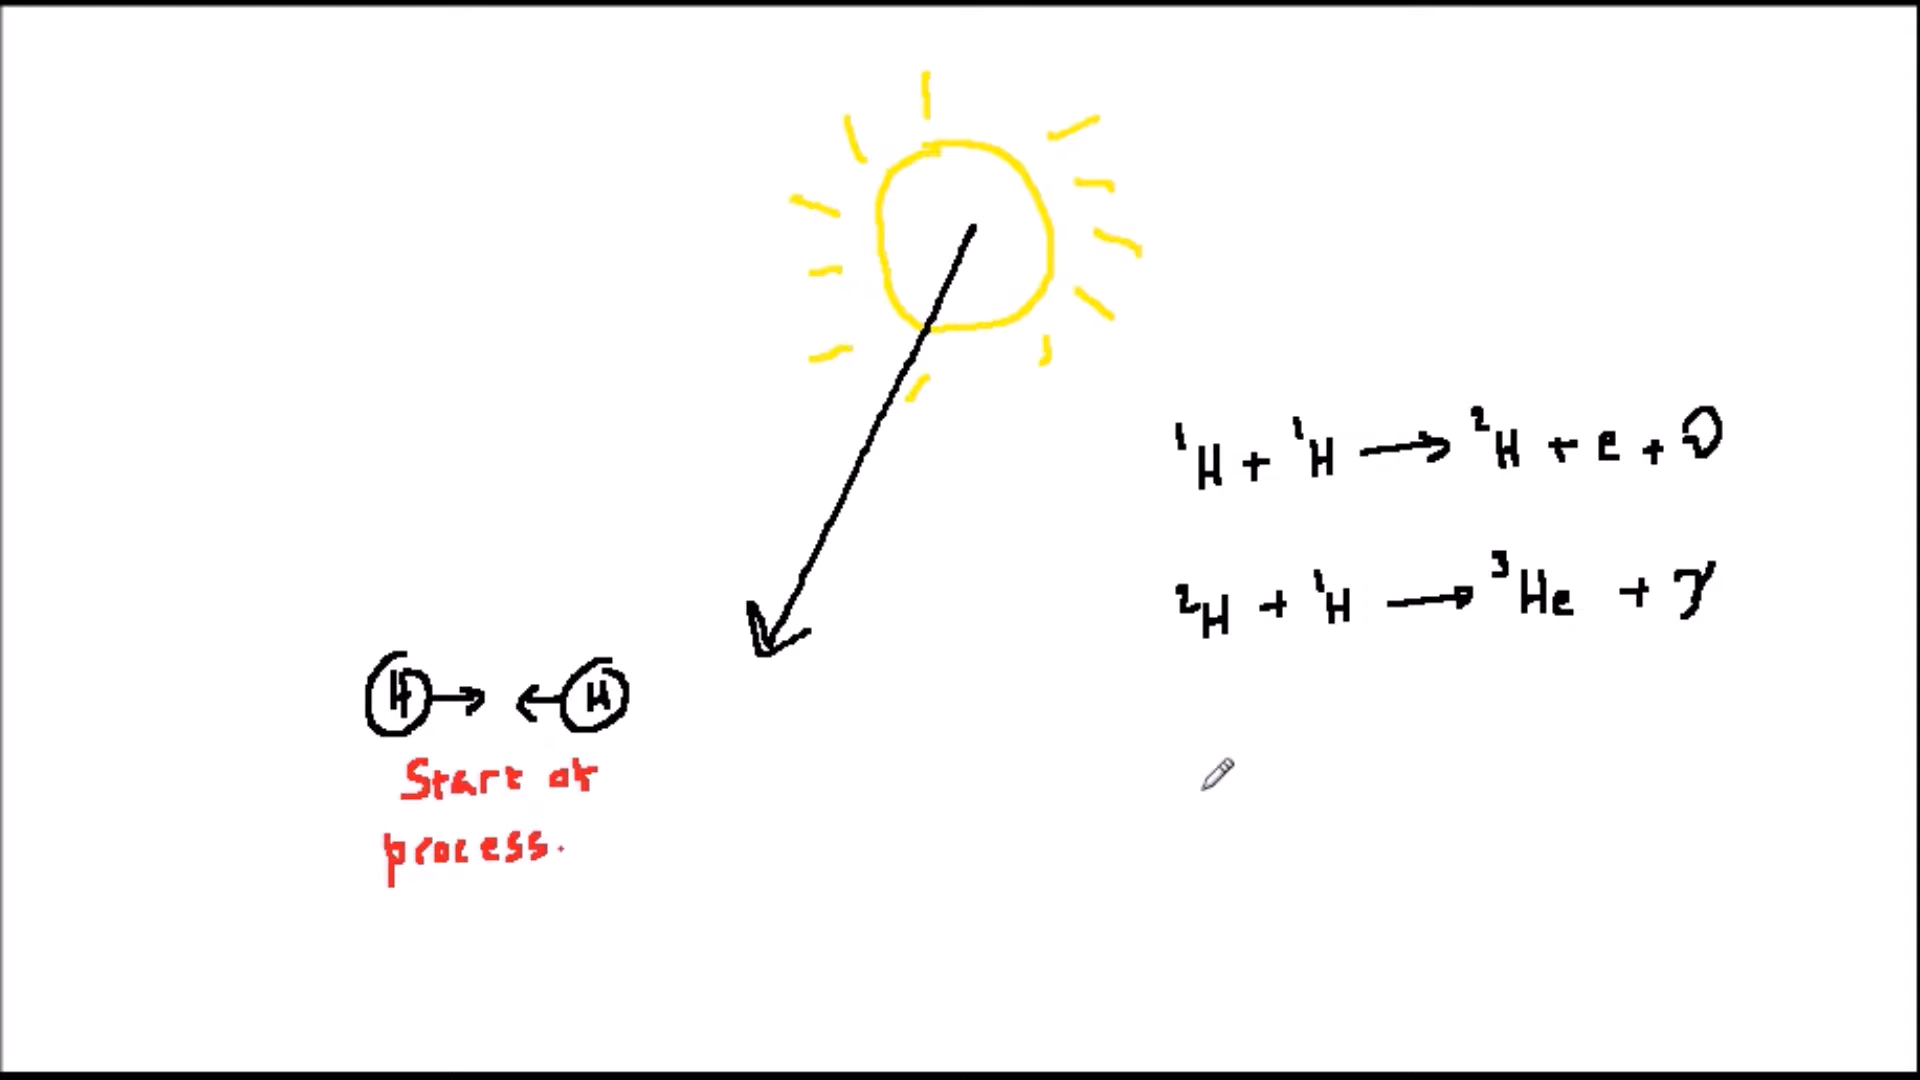 ¹H + ¹H → ²H + e + υ
²H + ¹H → ³He + γ
H → ← H
Start of
process.